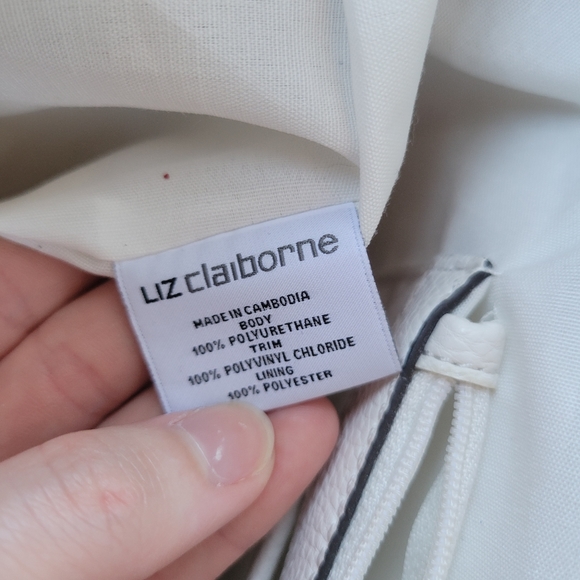 LIZ claiborne
MADE IN CAMBODIA
BODY
100% POLYURETHANE
TRIM
100% POLYVINYL CHLORIDE
LINING
100% POLYESTER